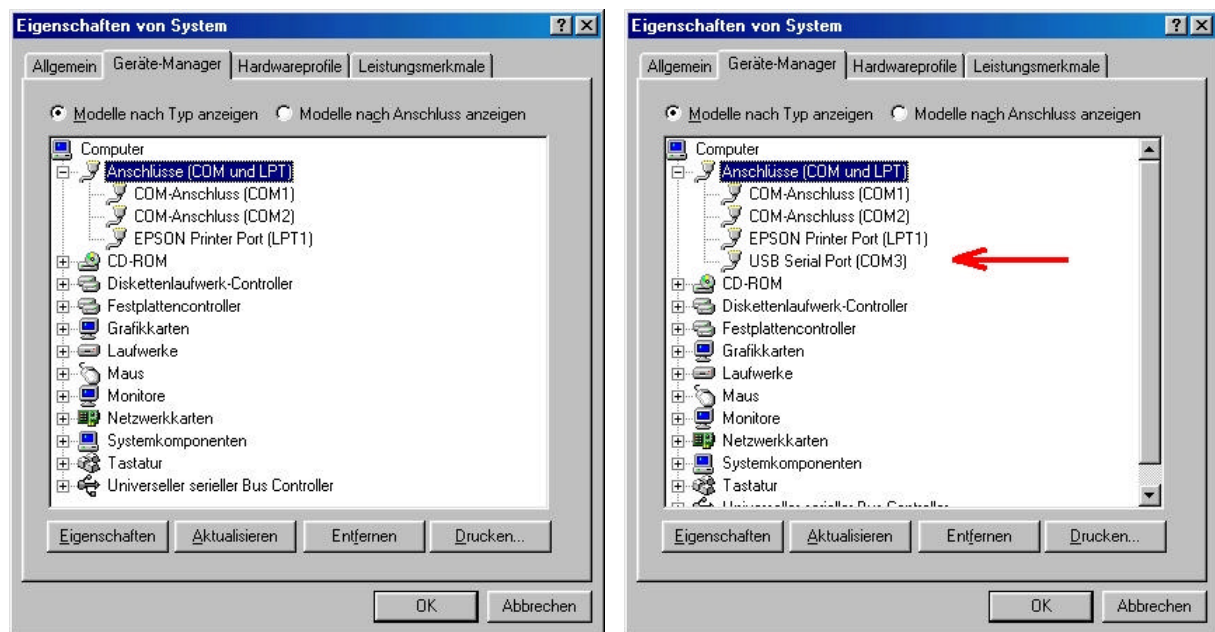 Eigenschaften von System
Allgemein Geräte-Manager Hardwareprofile Leistungsmerkmale
Modelle nach Typ anzeigen Modelle nach Anschluss anzeigen
Computer
Anschlüsse (COM und LPT)
COM-Anschluss (COM1)
COM-Anschluss (COM2)
EPSON Printer Port (LPT1)
CD-ROM
Diskettenlaufwerk-Controller
Festplattencontroller
Grafikkarten
Laufwerke
Maus
Monitore
Netzwerkkarten
Systemkomponenten
Tastatur
Universeller serieller Bus Controller
Eigenschaften Aktualisieren Entfernen Drucken...
OK Abbrechen
Eigenschaften von System
Allgemein Geräte-Manager Hardwareprofile Leistungsmerkmale
Modelle nach Typ anzeigen Modelle nach Anschluss anzeigen
Computer
Anschlüsse (COM und LPT)
COM-Anschluss (COM1)
COM-Anschluss (COM2)
EPSON Printer Port (LPT1)
USB Serial Port (COM3)
CD-ROM
Diskettenlaufwerk-Controller
Festplattencontroller
Grafikkarten
Laufwerke
Maus
Monitore
Netzwerkkarten
Systemkomponenten
Tastatur
Universeller serieller Bus Controller
Eigenschaften Aktualisieren Entfernen Drucken...
OK Abbrechen